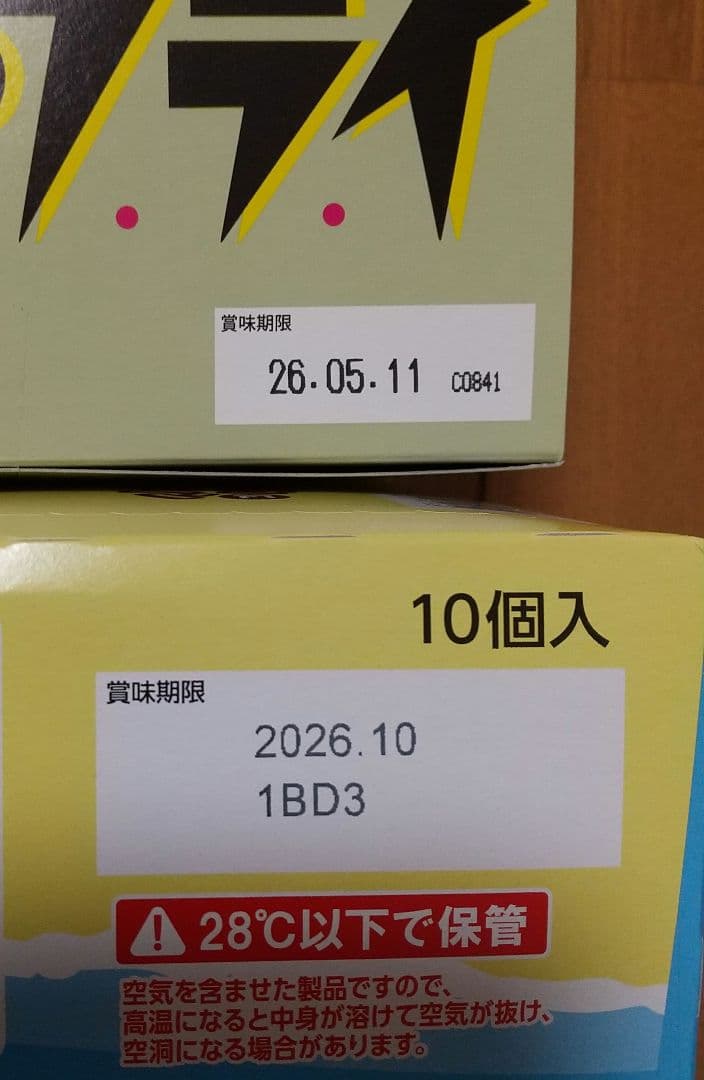 フライ
賞味期限
26.05.11 C0841
10個入
賞味期限
2026.10
1BD3
28℃以下で保管
空気を含ませた製品ですので、
高温になると中身が溶けて空気が抜け、
空洞になる場合があります。